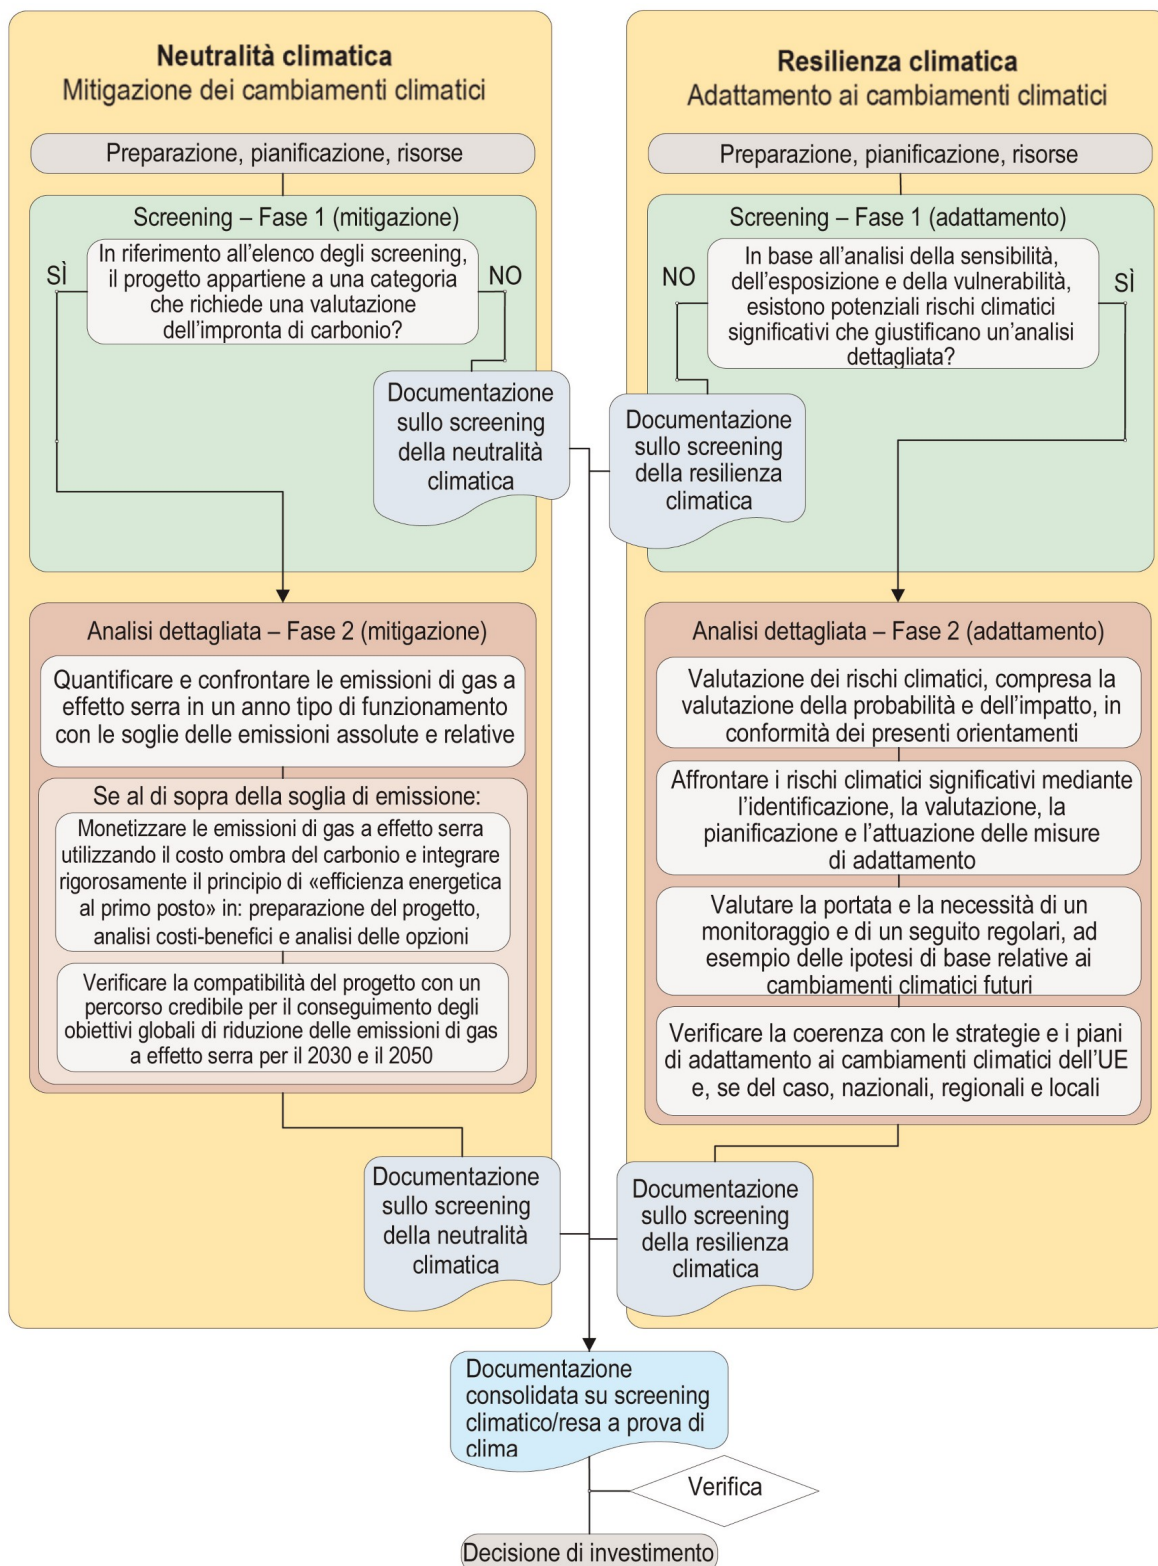 Neutralità climatica
Mitigazione dei cambiamenti climatici
Preparazione, pianificazione, risorse
Screening – Fase 1 (mitigazione)
In riferimento all’elenco degli screening,
il progetto appartiene a una categoria
che richiede una valutazione
dell’impronta di carbonio?
SÌ
NO
Documentazione
sullo screening
della neutralità
climatica
Analisi dettagliata – Fase 2 (mitigazione)
Quantificare e confrontare le emissioni di gas a
effetto serra in un anno tipo di funzionamento
con le soglie delle emissioni assolute e relative
Se al di sopra della soglia di emissione:
Monetizzare le emissioni di gas a effetto serra
utilizzando il costo ombra del carbonio e integrare
rigorosamente il principio di «efficienza energetica
al primo posto» in: preparazione del progetto,
analisi costi-benefici e analisi delle opzioni
Verificare la compatibilità del progetto con un
percorso credibile per il conseguimento degli
obiettivi globali di riduzione delle emissioni di gas
a effetto serra per il 2030 e il 2050
Documentazione
sullo screening
della neutralità
climatica
Resilienza climatica
Adattamento ai cambiamenti climatici
Preparazione, pianificazione, risorse
Screening – Fase 1 (adattamento)
In base all’analisi della sensibilità,
dell’esposizione e della vulnerabilità,
esistono potenziali rischi climatici
significativi che giustificano un’analisi
dettagliata?
NO
SÌ
Documentazione
sullo screening
della resilienza
climatica
Analisi dettagliata – Fase 2 (adattamento)
Valutazione dei rischi climatici, compresa la
valutazione della probabilità e dell’impatto, in
conformità dei presenti orientamenti
Affrontare i rischi climatici significativi mediante
l’identificazione, la valutazione, la
pianificazione e l’attuazione delle misure
di adattamento
Valutare la portata e la necessità di un
monitoraggio e di un seguito regolari, ad
esempio delle ipotesi di base relative ai
cambiamenti climatici futuri
Verificare la coerenza con le strategie e i piani
di adattamento ai cambiamenti climatici dell’UE
e, se del caso, nazionali, regionali e locali
Documentazione
sullo screening
della resilienza
climatica
Documentazione
consolidata su screening
climatico/resa a prova di
clima
Verifica
Decisione di investimento